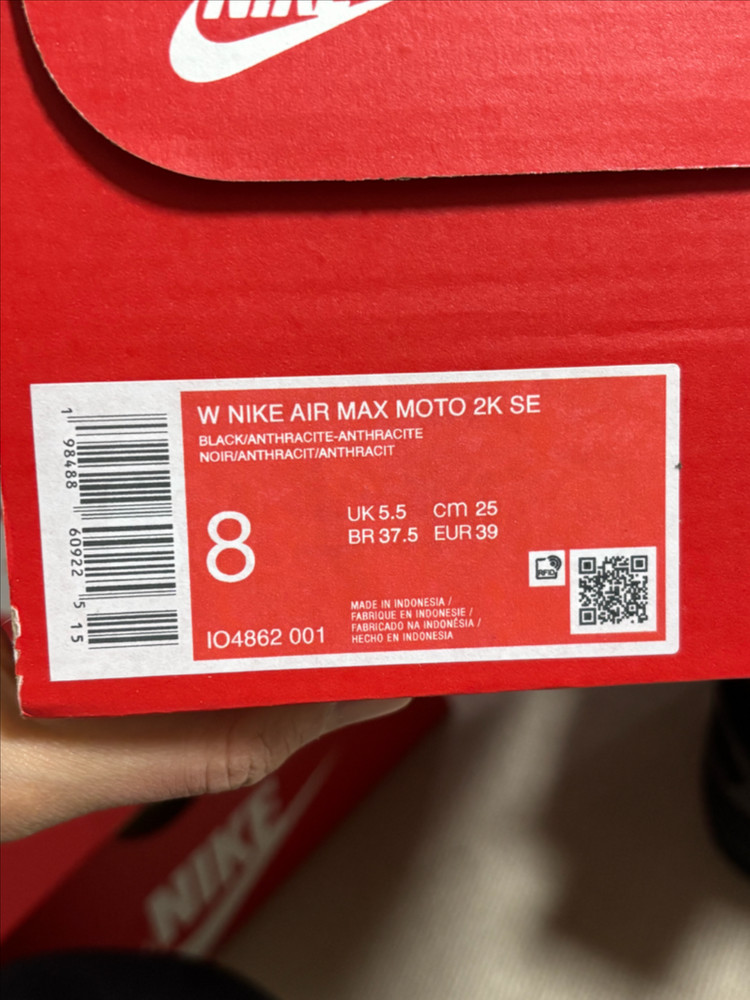 NIKE
W NIKE AIR MAX MOTO 2K SE
BLACK/ANTHRACITE-ANTHRACITE
NOIR/ANTHRACIT/ANTHRACIT
8
UK 5.5 cm 25
BR 37.5 EUR 39
IO4862 001
MADE IN INDONESIA /
FABRIQUE EN INDONESIE /
FABRICADO NA INDONÉSIA /
HECHO EN INDONESIA
RFID
1 98488 60922 5 15
NIKE